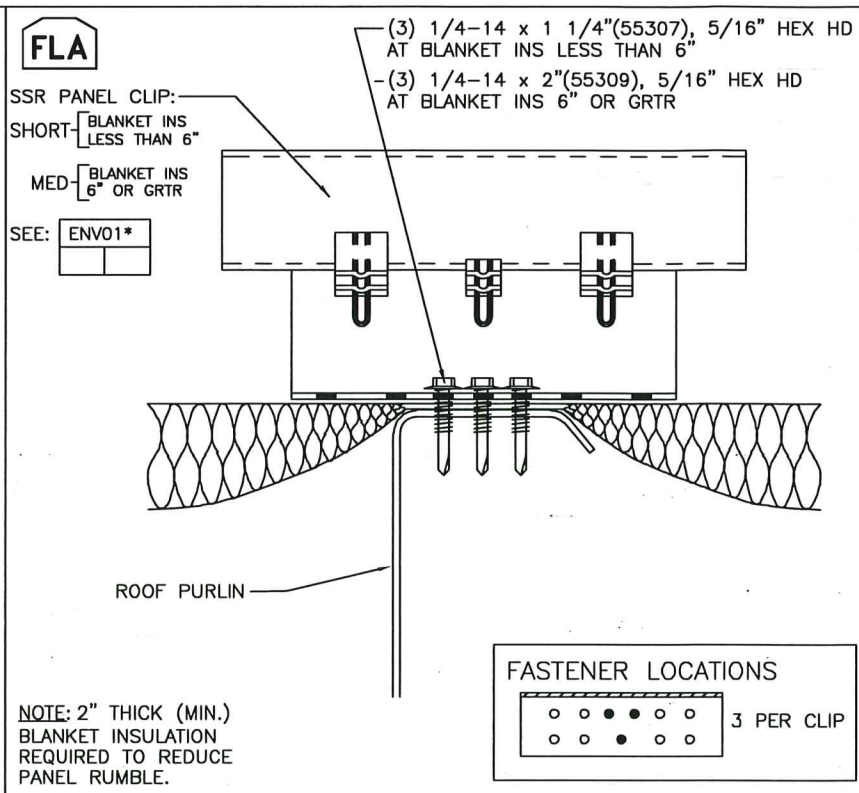 FLA
(3) 1/4-14 x 1 1/4"(55307), 5/16" HEX HD
AT BLANKET INS LESS THAN 6"
(3) 1/4-14 x 2"(55309), 5/16" HEX HD
AT BLANKET INS 6" OR GRTR
SSR PANEL CLIP:
SHORT BLANKET INS
LESS THAN 6"
MED BLANKET INS
6" OR GRTR
SEE: ENV01*
ROOF PURLIN
NOTE: 2" THICK (MIN.)
BLANKET INSULATION
REQUIRED TO REDUCE
PANEL RUMBLE.
FASTENER LOCATIONS
3 PER CLIP